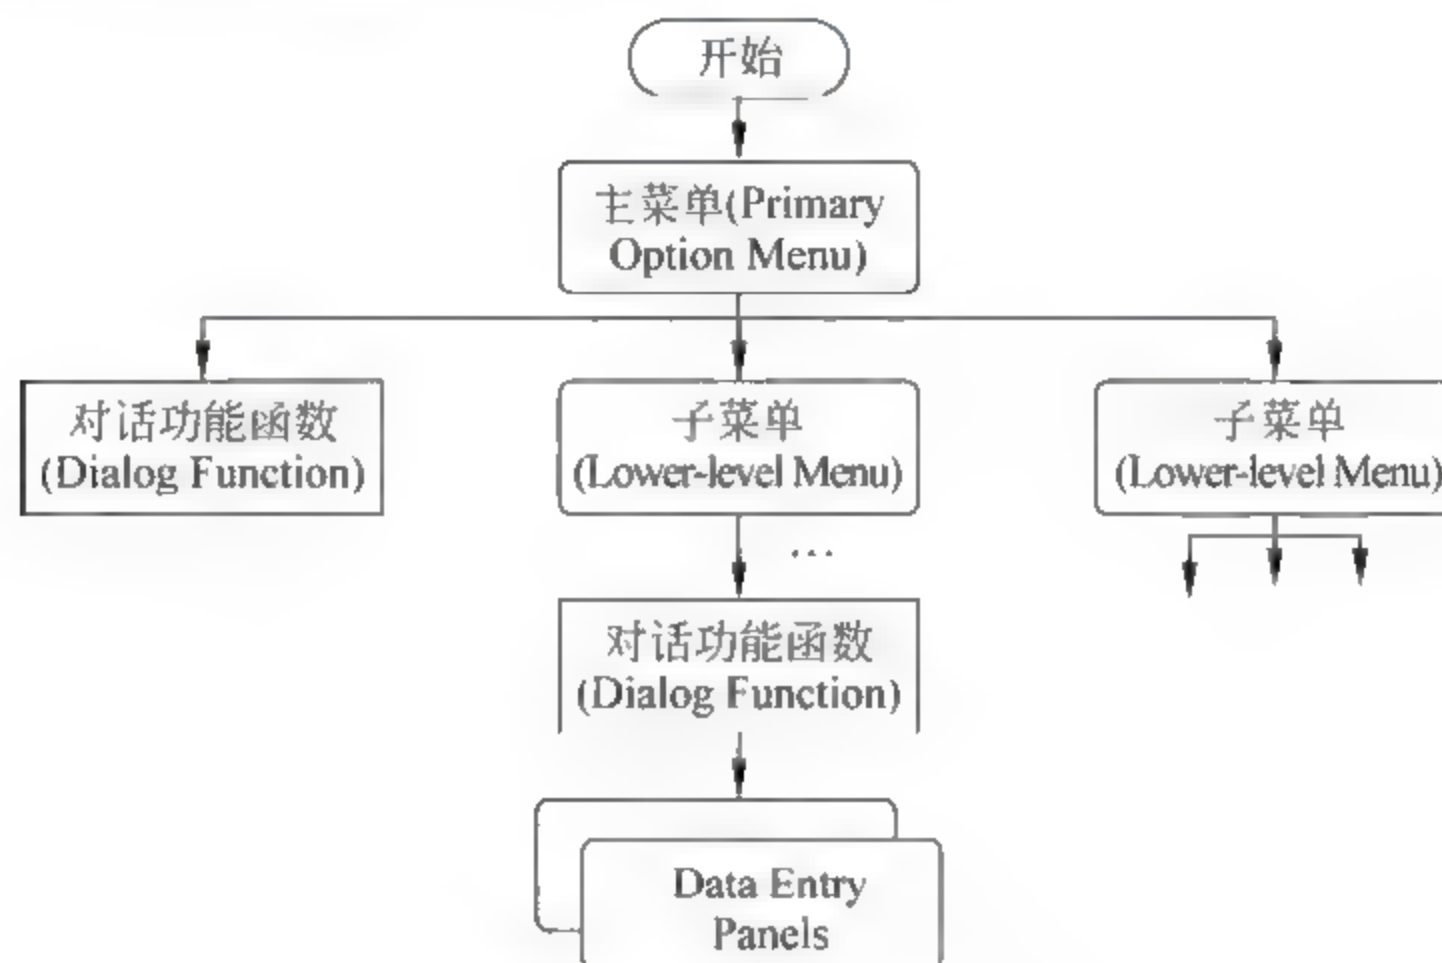 开始
主菜单(Primary
Option Menu)
对话功能函数
(Dialog Function)
子菜单
(Lower-level Menu)
子菜单
(Lower-level Menu)
…
对话功能函数
(Dialog Function)
Data Entry
Panels